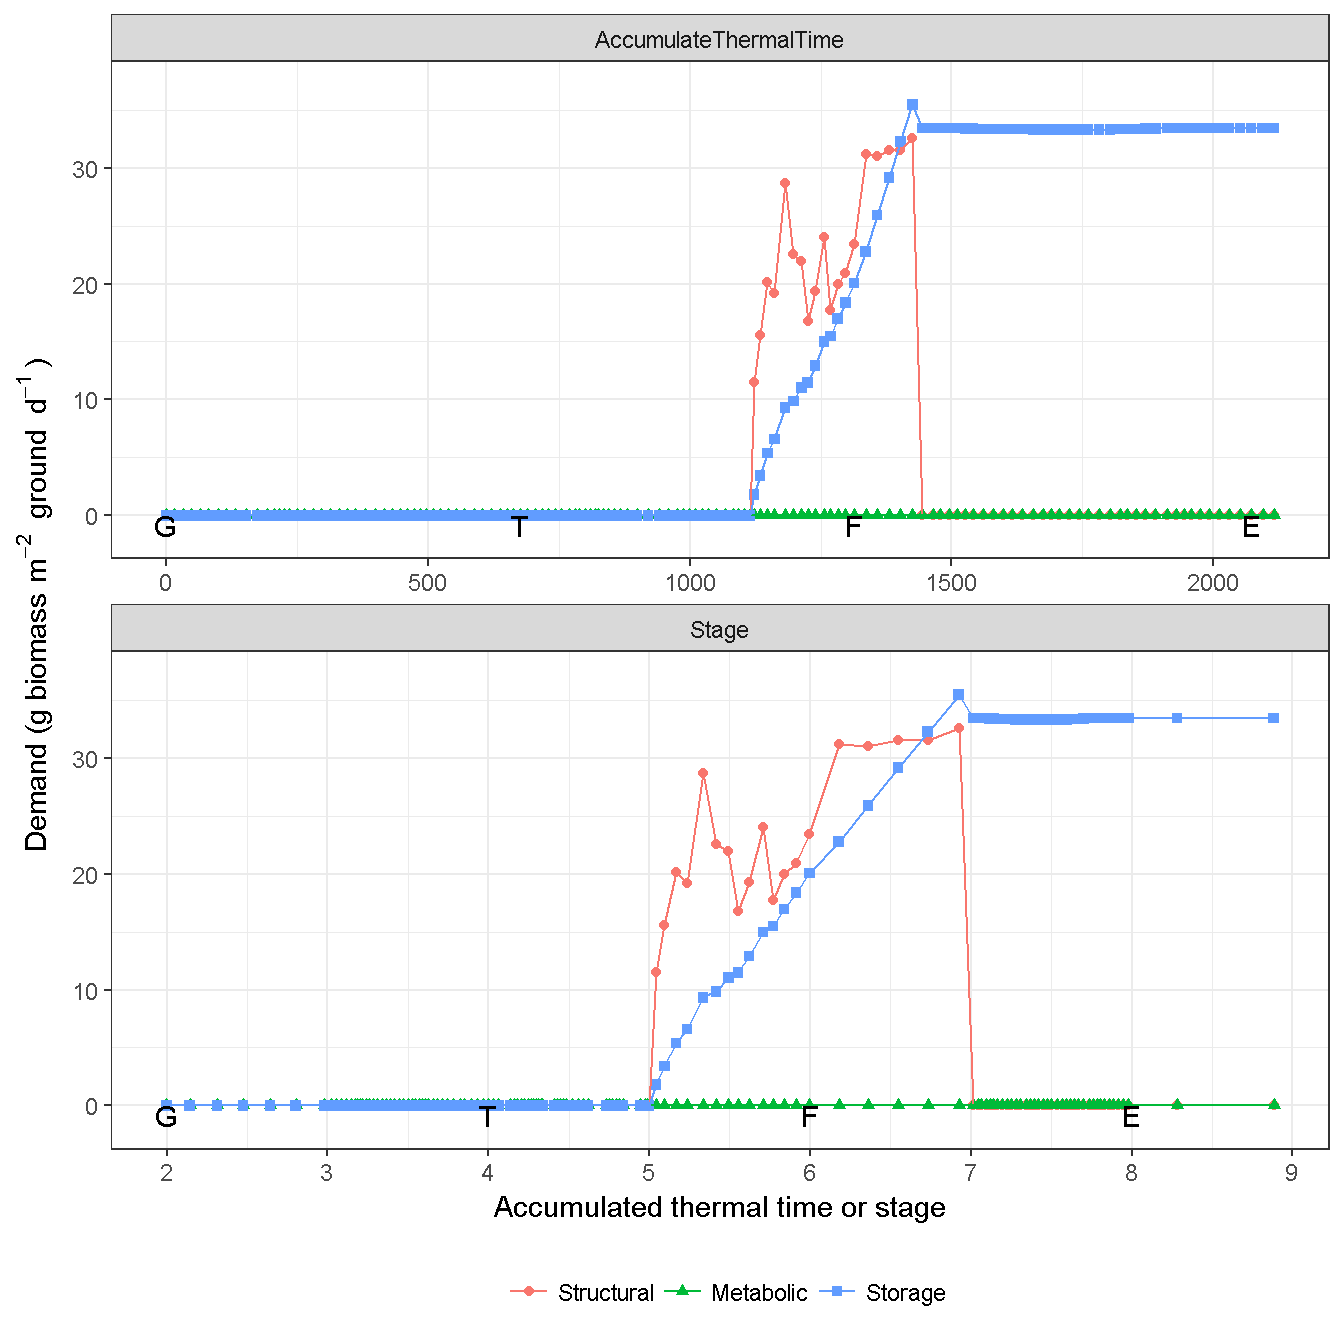 AccumulateThermalTime
30
20
10
0
G T F E
0 500 1000 1500 2000
Stage
30
20
10
0
G T F E
2 3 4 5 6 7 8 9
Demand (g biomass m⁻² ground d⁻¹ )
Accumulated thermal time or stage
Structural Metabolic Storage